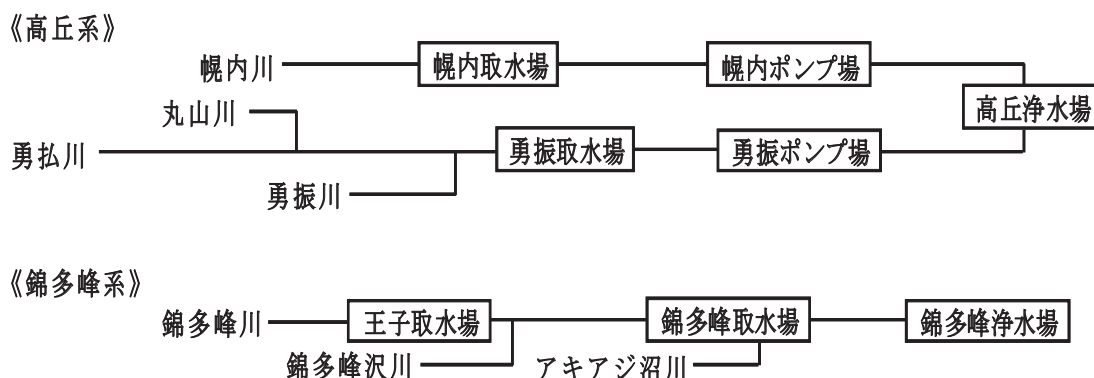 《高丘系》
幌内川 幌内取水場 幌内ポンプ場
丸山川 高丘浄水場
勇払川 勇振取水場 勇振ポンプ場
勇振川
《錦多峰系》
錦多峰川 王子取水場 錦多峰取水場 錦多峰浄水場
錦多峰沢川 アキアジ沼川